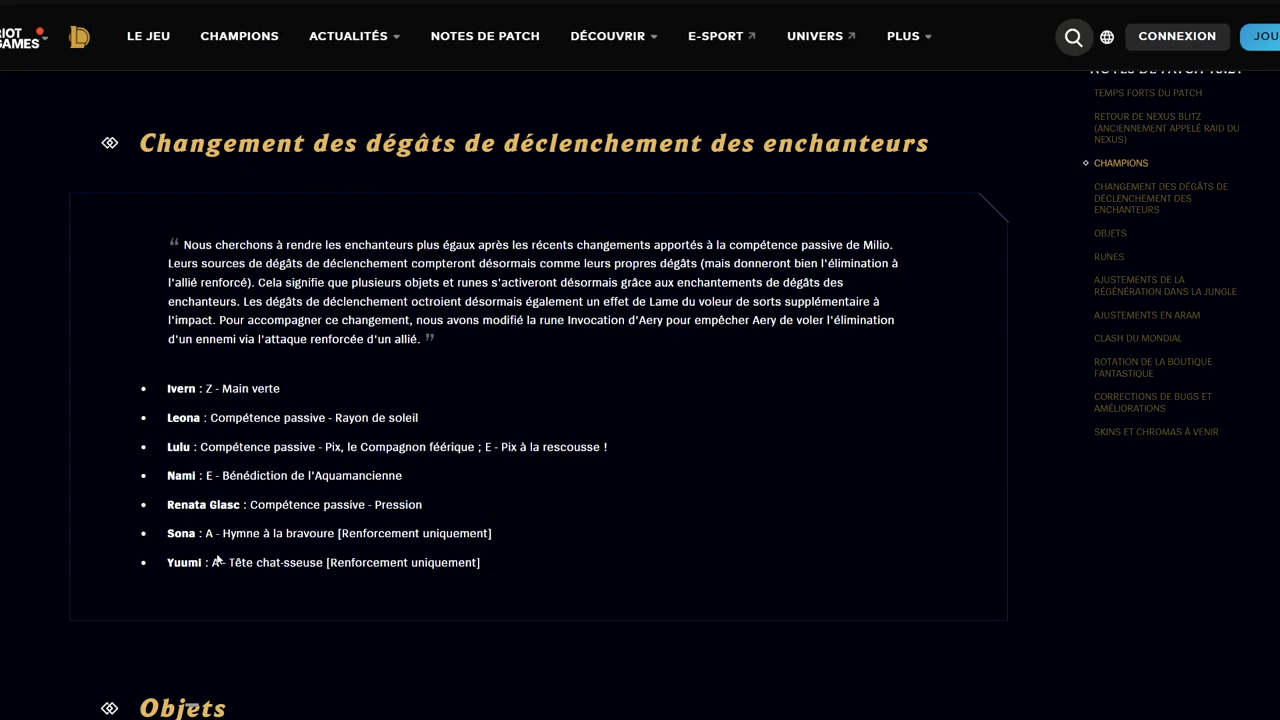 RIOT
GAMES
LE JEU
CHAMPIONS
ACTUALITÉS
NOTES DE PATCH
DÉCOUVRIR
E-SPORT
UNIVERS
PLUS
CONNEXION
JOU
Changement des dégâts de déclenchement des enchanteurs
“ Nous cherchons à rendre les enchanteurs plus égaux après les récents changements apportés à la compétence passive de Milio.
Leurs sources de dégâts de déclenchement compteront désormais comme leurs propres dégâts (mais donneront bien l'élimination à
l'allié renforcé). Cela signifie que plusieurs objets et runes s'activeront désormais grâce aux enchantements de dégâts des
enchanteurs. Les dégâts de déclenchement octroient désormais également un effet de Lame du voleur de sorts supplémentaire à
l'impact. Pour accompagner ce changement, nous avons modifié la rune Invocation d'Aery pour empêcher Aery de voler l'élimination
d'un ennemi via l'attaque renforcée d'un allié. ”
• Ivern : Z - Main verte
• Leona : Compétence passive - Rayon de soleil
• Lulu : Compétence passive - Pix, le Compagnon féérique ; E - Pix à la rescousse !
• Nami : E - Bénédiction de l'Aquamancienne
• Renata Glasc : Compétence passive - Pression
• Sona : A - Hymne à la bravoure [Renforcement uniquement]
• Yuumi : A - Tête chat-sseuse [Renforcement uniquement]
Objets
NOTES DE PATCH
TEMPS FORTS DU PATCH
RETOUR DE NEXUS BLITZ
(ANCIENNEMENT APPELÉ RAID DU
NEXUS)
CHAMPIONS
CHANGEMENT DES DÉGÂTS DE
DÉCLENCHEMENT DES
ENCHANTEURS
OBJETS
RUNES
AJUSTEMENTS DE LA
RÉGÉNÉRATION DANS LA JUNGLE
AJUSTEMENTS EN ARAM
CLASH DU MONDIAL
ROTATION DE LA BOUTIQUE
FANTASTIQUE
CORRECTIONS DE BUGS ET
AMÉLIORATIONS
SKINS ET CHROMAS À VENIR